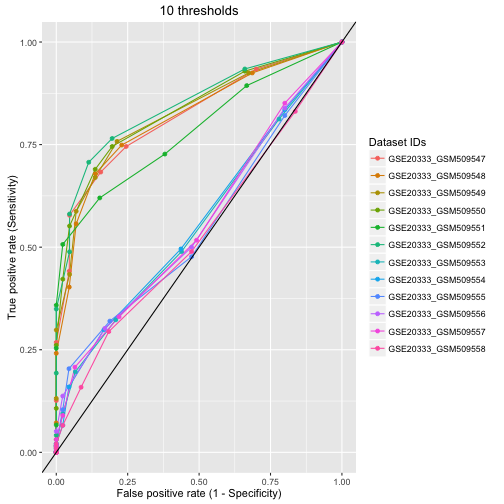 10 thresholds
True positive rate (Sensitivity)
1.00
0.75
0.50
0.25
0.00
0.00 0.25 0.50 0.75 1.00
False positive rate (1 - Specificity)
Dataset IDs
GSE20333_GSM509547
GSE20333_GSM509548
GSE20333_GSM509549
GSE20333_GSM509550
GSE20333_GSM509551
GSE20333_GSM509552
GSE20333_GSM509553
GSE20333_GSM509554
GSE20333_GSM509555
GSE20333_GSM509556
GSE20333_GSM509557
GSE20333_GSM509558